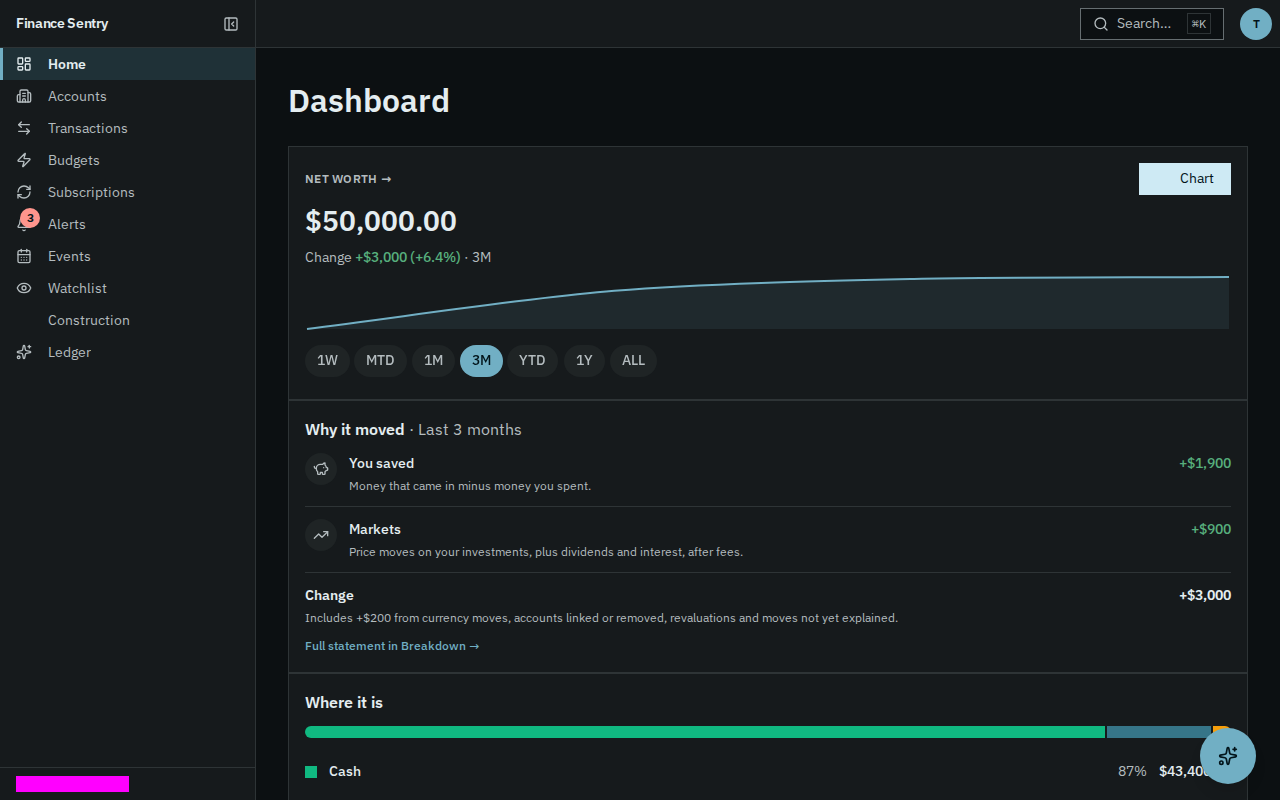 Finance Sentry
Search... ⌘K
T
Home
Accounts
Transactions
Budgets
Subscriptions
3
Alerts
Events
Watchlist
Construction
Ledger
Dashboard
NET WORTH →
Chart
$50,000.00
Change +$3,000 (+6.4%) · 3M
1W MTD 1M 3M YTD 1Y ALL
Why it moved · Last 3 months
You saved +$1,900
Money that came in minus money you spent.
Markets +$900
Price moves on your investments, plus dividends and interest, after fees.
Change +$3,000
Includes +$200 from currency moves, accounts linked or removed, revaluations and moves not yet explained.
Full statement in Breakdown →
Where it is
Cash 87%